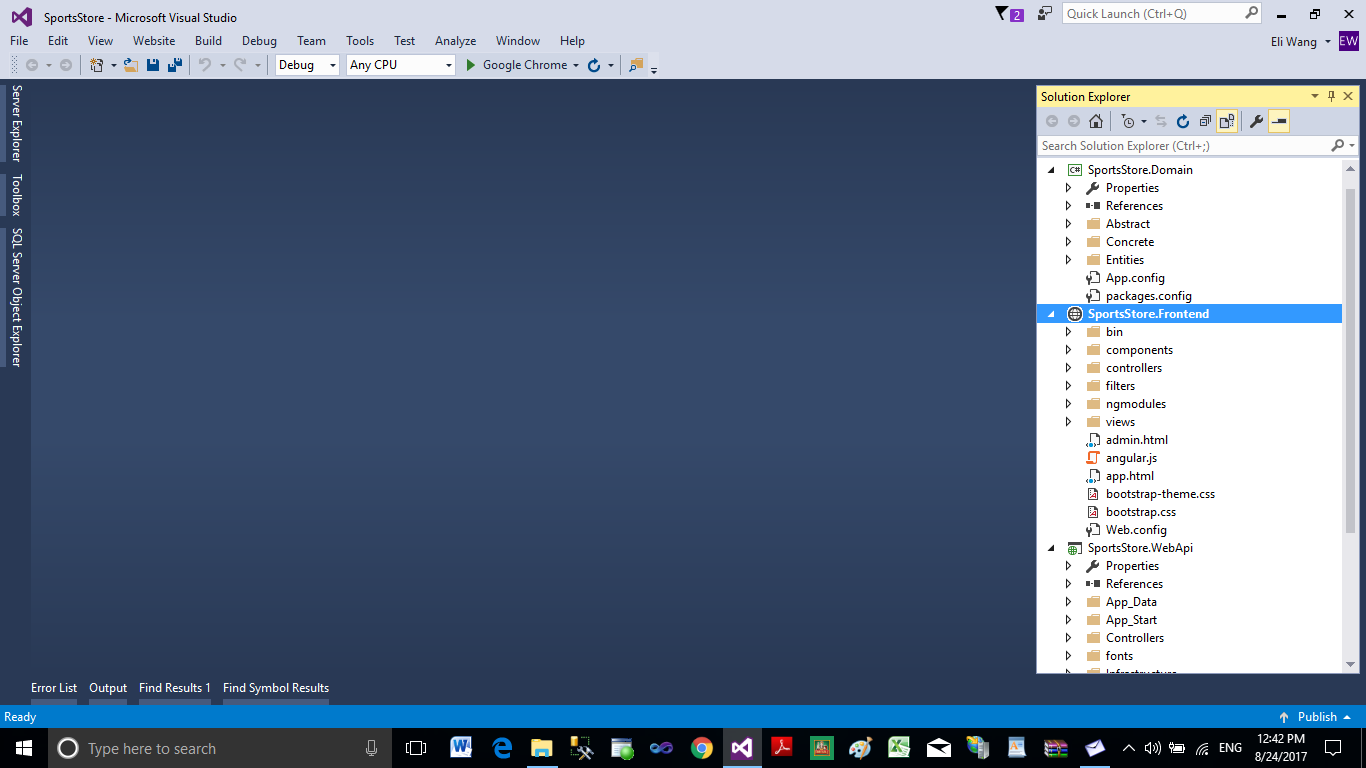 SportsStore - Microsoft Visual Studio
2
Quick Launch (Ctrl+Q)
File Edit View Website Build Debug Team Tools Test Analyze Window Help
Eli Wang EW
Debug Any CPU Google Chrome
Server Explorer
Toolbox
SQL Server Object Explorer
Solution Explorer
Search Solution Explorer (Ctrl+;)
C# SportsStore.Domain
Properties
References
Abstract
Concrete
Entities
App.config
packages.config
SportsStore.Frontend
bin
components
controllers
filters
ngmodules
views
admin.html
angular.js
app.html
bootstrap-theme.css
bootstrap.css
Web.config
SportsStore.WebApi
Properties
References
App_Data
App_Start
Controllers
fonts
Infrastructure
Error List Output Find Results 1 Find Symbol Results
Ready
Publish
Type here to search
ENG
12:42 PM
8/24/2017